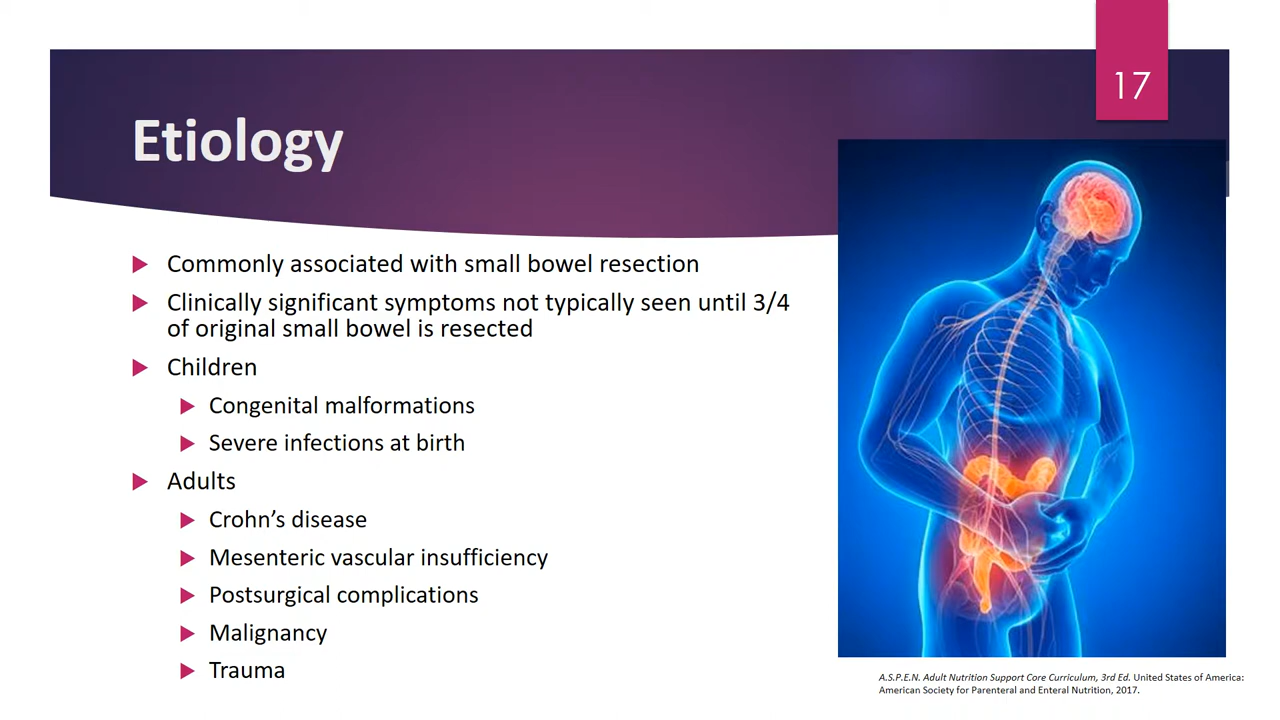 17
Etiology
Commonly associated with small bowel resection
Clinically significant symptoms not typically seen until 3/4
of original small bowel is resected
Children
Congenital malformations
Severe infections at birth
Adults
Crohn’s disease
Mesenteric vascular insufficiency
Postsurgical complications
Malignancy
Trauma
A.S.P.E.N. Adult Nutrition Support Core Curriculum, 3rd Ed. United States of America:
American Society for Parenteral and Enteral Nutrition, 2017.